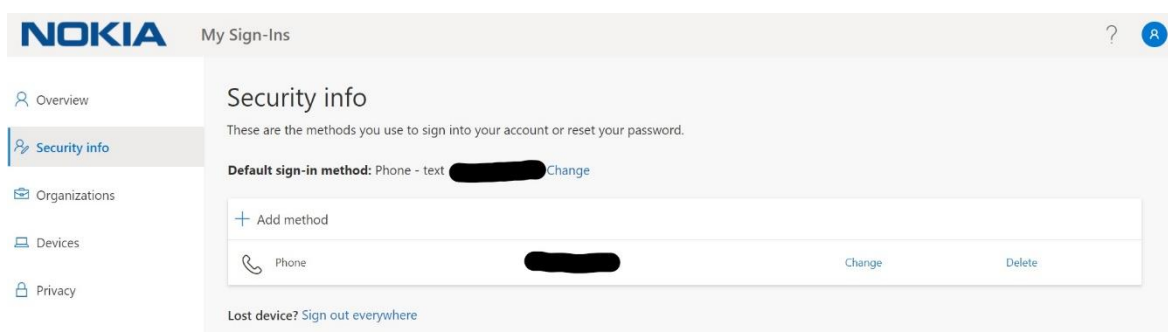 NOKIA My Sign-Ins ?
Overview
Security info
Organizations
Devices
Privacy
Security info
These are the methods you use to sign into your account or reset your password.
Default sign-in method: Phone - text Change
Add method
Phone Change Delete
Lost device? Sign out everywhere